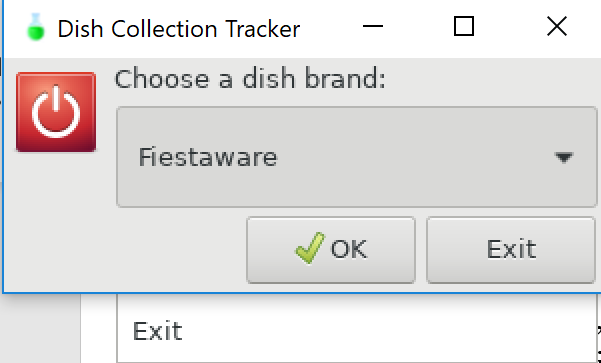 Dish Collection Tracker
Choose a dish brand:
Fiestaware
OK
Exit
Exit